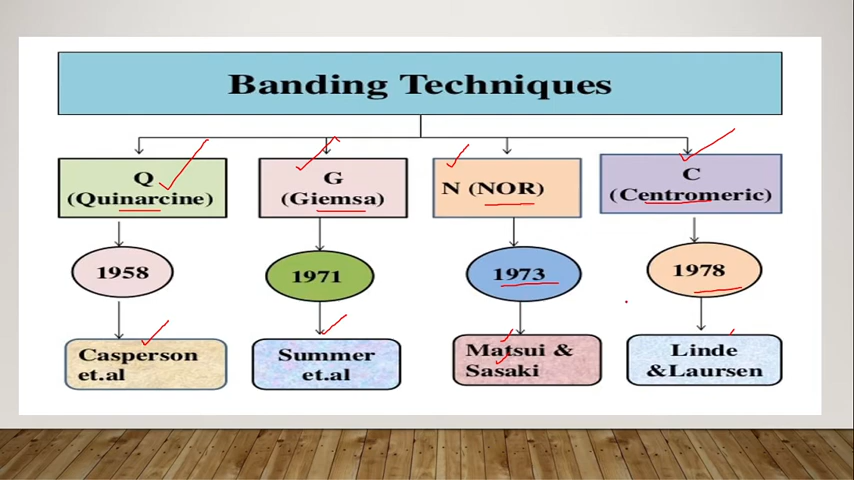 Banding Techniques
Q
(Quinarcine)
G
(Giemsa)
N (NOR)
C
(Centromeric)
1958
1971
1973
1978
Casperson
et.al
Summer
et.al
Matsui &
Sasaki
Linde
&Laursen